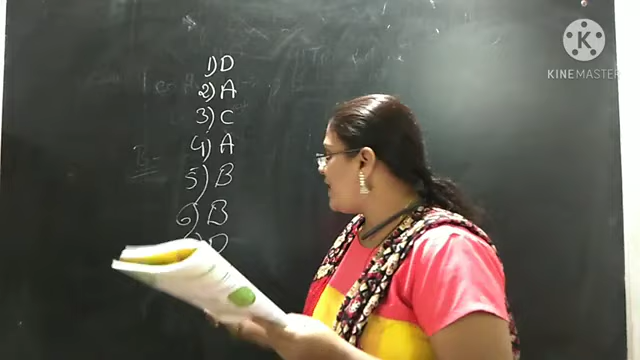 1) D
2) A
3) C
4) A
5) B
6) B
D
KINEMASTER